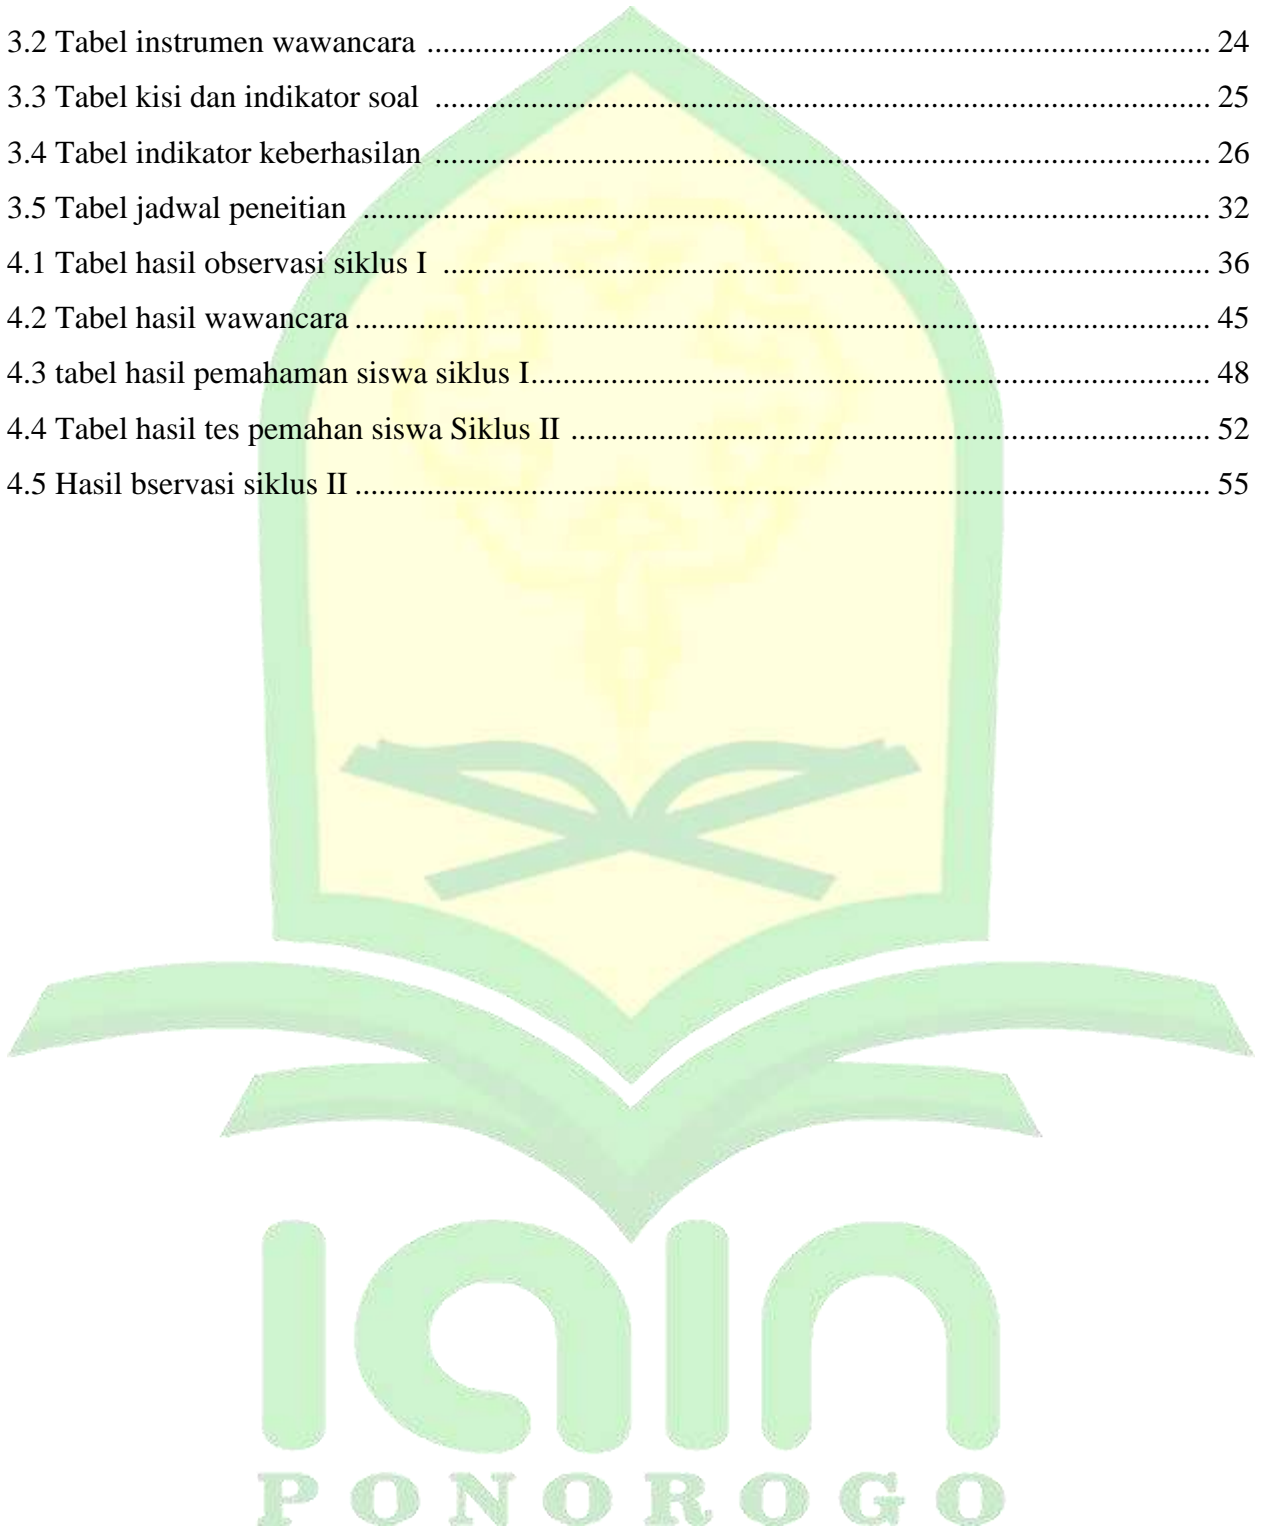 3.2 Tabel instrumen wawancara .................................................................................................... 24
3.3 Tabel kisi dan indikator soal .................................................................................................... 25
3.4 Tabel indikator keberhasilan .................................................................................................... 26
3.5 Tabel jadwal peneitian .................................................................................................... 32
4.1 Tabel hasil observasi siklus I .................................................................................................... 36
4.2 Tabel hasil wawancara .................................................................................................... 45
4.3 tabel hasil pemahaman siswa siklus I .................................................................................................... 48
4.4 Tabel hasil tes pemahan siswa Siklus II .................................................................................................... 52
4.5 Hasil bservasi siklus II .................................................................................................... 55
iain
PONOROGO